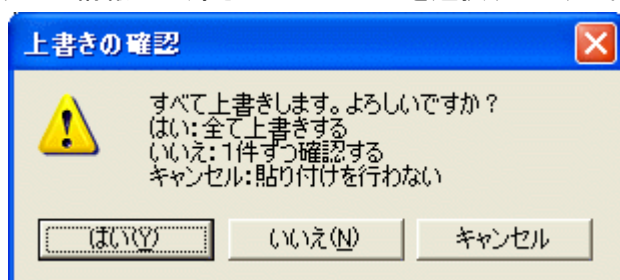 上書きの確認
すべて上書きします。よろしいですか？
はい：全て上書きする
いいえ：1件ずつ確認する
キャンセル：貼り付けを行わない
はい(Y)
いいえ(N)
キャンセル